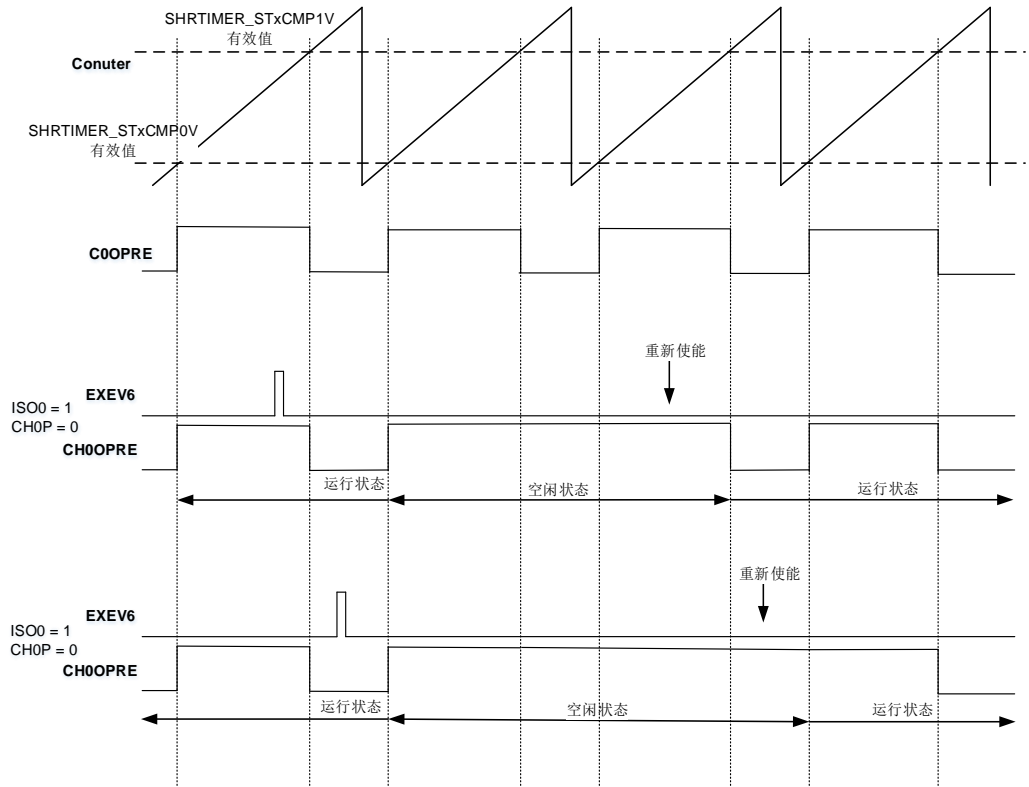 SHRTIMER_STxCMP1V
有效值
Conuter
SHRTIMER_STxCMP0V
有效值
C0OPRE
重新使能
EXEV6
ISO0 = 1
CH0P = 0
CH0OPRE
运行状态
空闲状态
运行状态
重新使能
EXEV6
ISO0 = 1
CH0P = 0
CH0OPRE
运行状态
空闲状态
运行状态